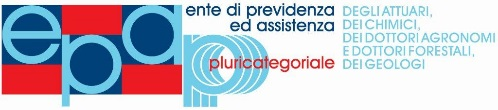 epap
ente di previdenza
ed assistenza
pluricategoriale
DEGLI ATTUARI,
DEI CHIMICI,
DEI DOTTORI AGRONOMI
E DOTTORI FORESTALI,
DEI GEOLOGI